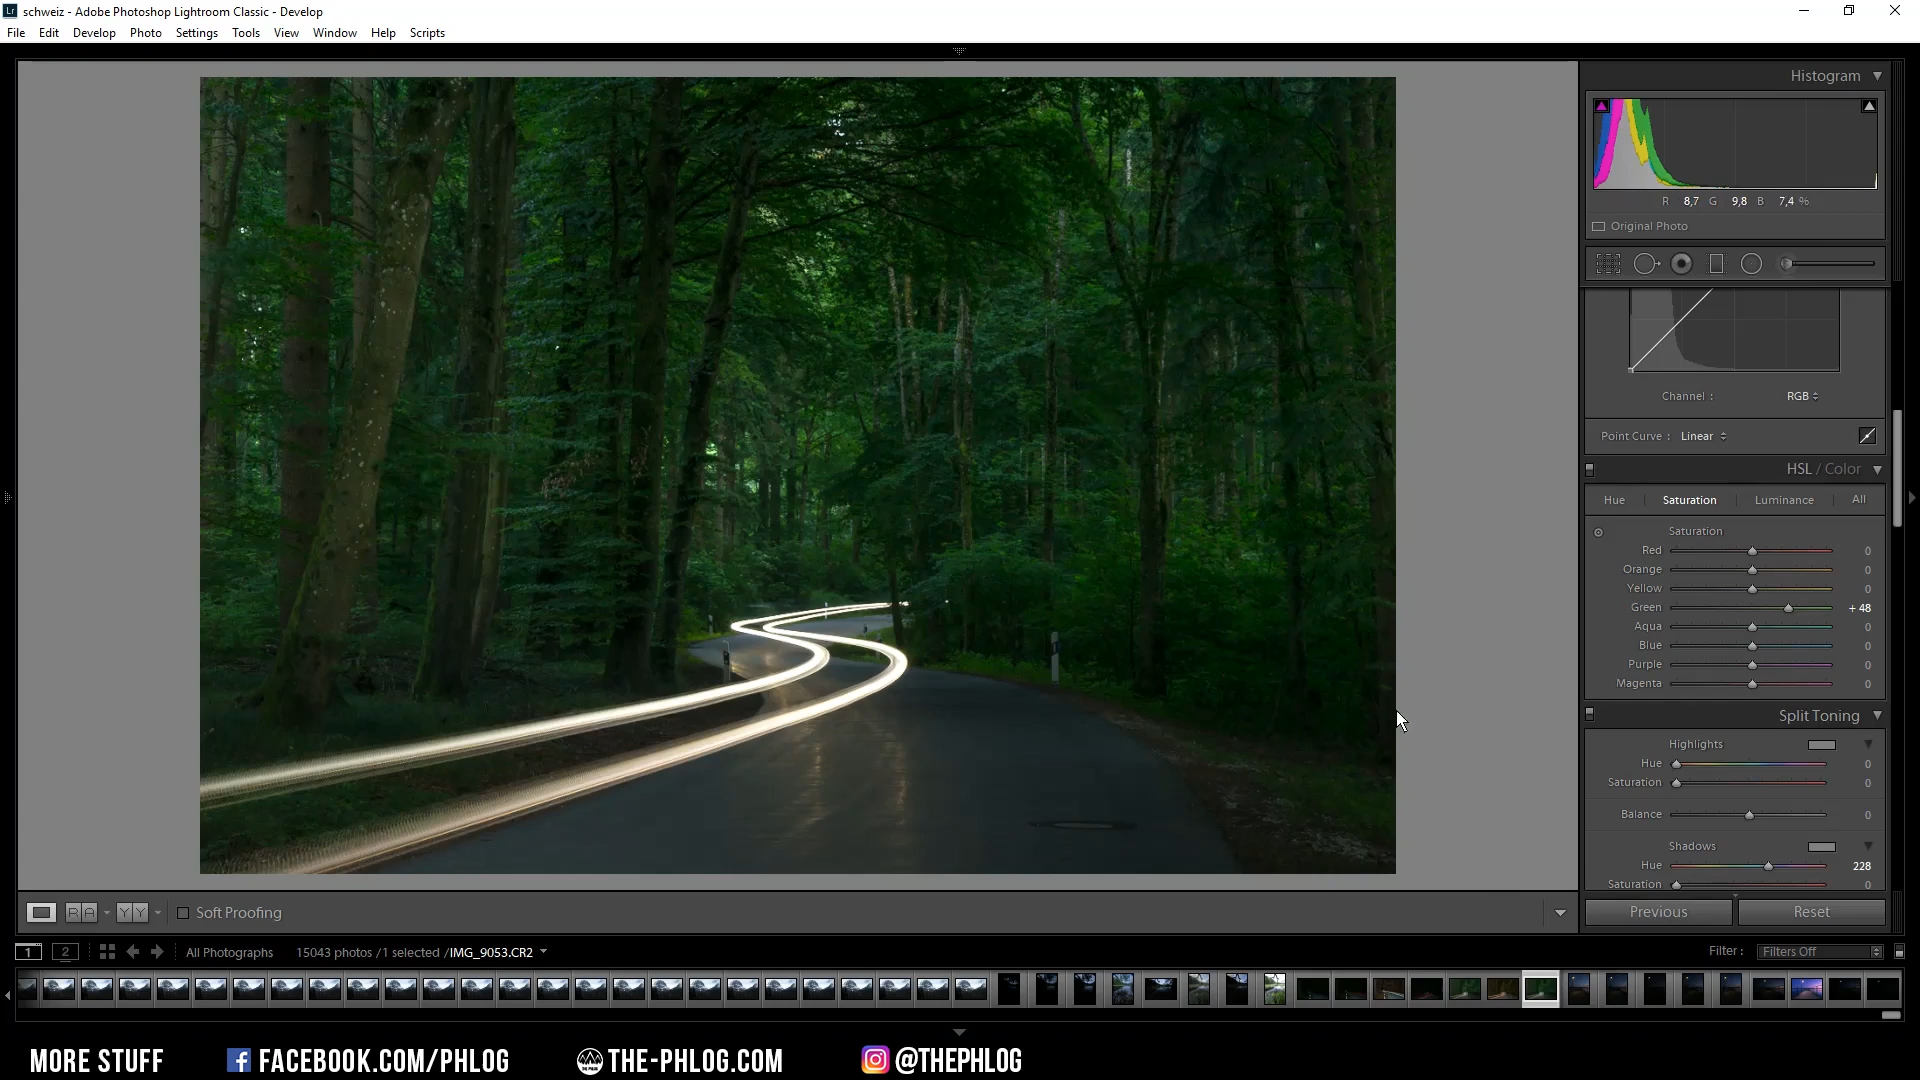 schweiz - Adobe Photoshop Lightroom Classic - Develop
File Edit Develop Photo Settings Tools View Window Help Scripts
Histogram
R 8,7 G 9,8 B 7,4 %
Original Photo
Channel : RGB
Point Curve : Linear
HSL / Color
Hue Saturation Luminance All
Saturation
Red 0
Orange 0
Yellow 0
Green + 48
Aqua 0
Blue 0
Purple 0
Magenta 0
Split Toning
Highlights
Hue 0
Saturation 0
Balance 0
Shadows
Hue 228
Saturation 0
Previous Reset
R A Y Y Soft Proofing
1 2 All Photographs 15043 photos / 1 selected / IMG_9053.CR2 Filter : Filters Off
MORE STUFF FACEBOOK.COM/PHLOG THE-PHLOG.COM @THEPHLOG